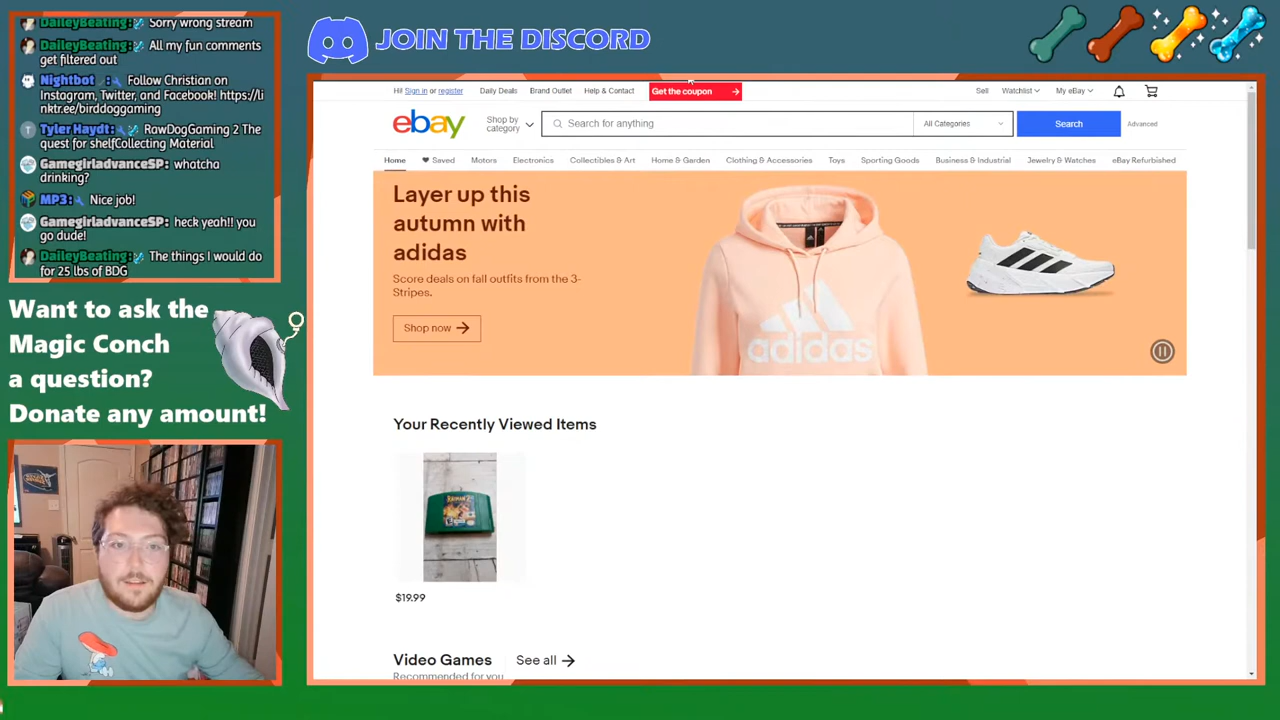 DaileyBeating: Sorry wrong stream
DaileyBeating: All my fun comments
get filtered out
Nightbot : Follow Christian on
Instagram, Twitter, and Facebook! https://li
nktr.ee/birddoggaming
Tyler_Haydt: RawDogGaming 2 The
quest for shelfCollecting Material
GamegirladvanceSP: whatcha
drinking?
MP3: Nice job!
GamegirladvanceSP: heck yeah!! you
go dude!
DaileyBeating: The things I would do
for 25 lbs of BDG
JOIN THE DISCORD
Want to ask the
Magic Conch
a question?
Donate any amount!
Hi! Sign in or register
Daily Deals
Brand Outlet
Help & Contact
Get the coupon
Sell
Watchlist
My eBay
ebay
Shop by
category
Search for anything
All Categories
Search
Advanced
Home
Saved
Motors
Electronics
Collectibles & Art
Home & Garden
Clothing & Accessories
Toys
Sporting Goods
Business & Industrial
Jewelry & Watches
eBay Refurbished
Layer up this
autumn with
adidas
Score deals on fall outfits from the 3-
Stripes.
Shop now
adidas
Your Recently Viewed Items
RAYMAN 2
$19.99
Video Games
See all
Recommended for you